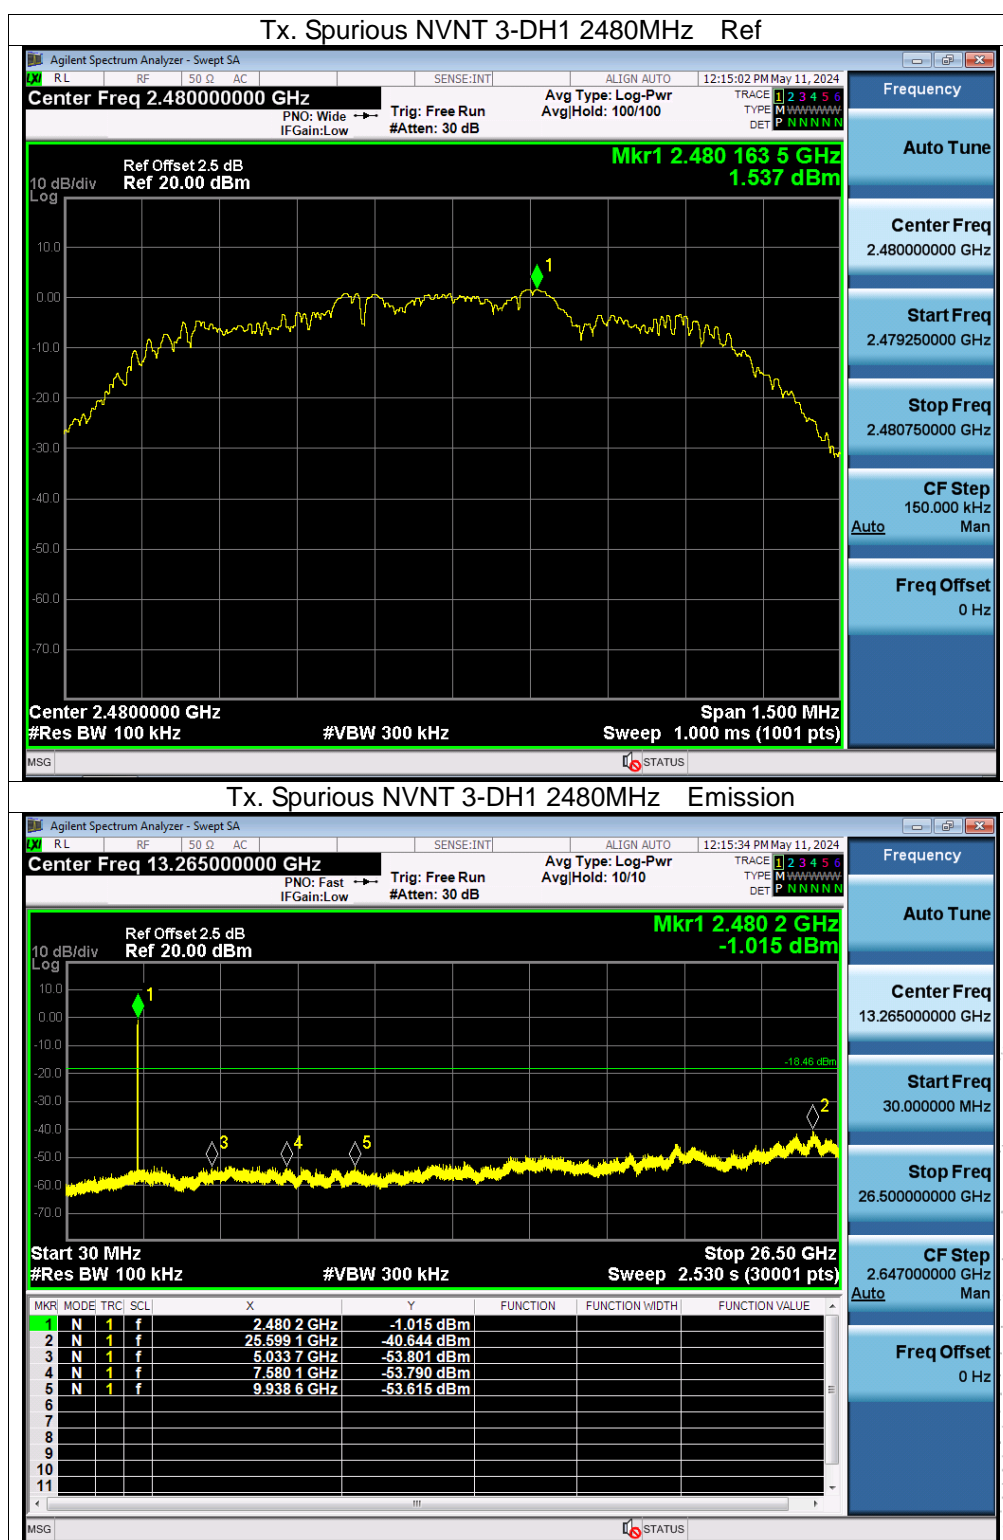 Tx. Spurious NVNT 3-DH1 2480MHz Ref
Agilent Spectrum Analyzer - Swept SA
LXI RL RF 50 Ω AC SENSE:INT ALIGN AUTO 12:15:02 PM May 11, 2024
Center Freq 2.480000000 GHz
PNO: Wide
IFGain:Low
Trig: Free Run
#Atten: 30 dB
Avg Type: Log-Pwr
Avg|Hold: 100/100
TRACE 1 2 3 4 5 6
TYPE M WWWWW
DET P N N N N N
Frequency
Auto Tune
Center Freq
2.480000000 GHz
Start Freq
2.479250000 GHz
Stop Freq
2.480750000 GHz
CF Step
150.000 kHz
Auto Man
Freq Offset
0 Hz
Mkr1 2.480 163 5 GHz
1.537 dBm
Ref Offset 2.5 dB
10 dB/div Ref 20.00 dBm
Log
10.0
0.00
-10.0
-20.0
-30.0
-40.0
-50.0
-60.0
-70.0
1
Center 2.4800000 GHz Span 1.500 MHz
#Res BW 100 kHz #VBW 300 kHz Sweep 1.000 ms (1001 pts)
MSG STATUS
Tx. Spurious NVNT 3-DH1 2480MHz Emission
Agilent Spectrum Analyzer - Swept SA
LXI RL RF 50 Ω AC SENSE:INT ALIGN AUTO 12:15:34 PM May 11, 2024
Center Freq 13.265000000 GHz
PNO: Fast
IFGain:Low
Trig: Free Run
#Atten: 30 dB
Avg Type: Log-Pwr
Avg|Hold: 10/10
TRACE 1 2 3 4 5 6
TYPE M WWWWW
DET P N N N N N
Frequency
Auto Tune
Center Freq
13.265000000 GHz
Start Freq
30.000000 MHz
Stop Freq
26.500000000 GHz
CF Step
2.647000000 GHz
Auto Man
Freq Offset
0 Hz
Mkr1 2.480 2 GHz
-1.015 dBm
Ref Offset 2.5 dB
10 dB/div Ref 20.00 dBm
Log
10.0
0.00
-10.0
-20.0
-30.0
-40.0
-50.0
-60.0
-70.0
-18.46 dBm
1
2
3 4 5
Start 30 MHz Stop 26.50 GHz
#Res BW 100 kHz #VBW 300 kHz Sweep 2.530 s (30001 pts)
MKR MODE TRC SCL X Y FUNCTION FUNCTION WIDTH FUNCTION VALUE
1 N 1 f 2.480 2 GHz -1.015 dBm
2 N 1 f 25.599 1 GHz -40.644 dBm
3 N 1 f 5.033 7 GHz -53.801 dBm
4 N 1 f 7.580 1 GHz -53.790 dBm
5 N 1 f 9.938 6 GHz -53.615 dBm
6
7
8
9
10
11
MSG STATUS